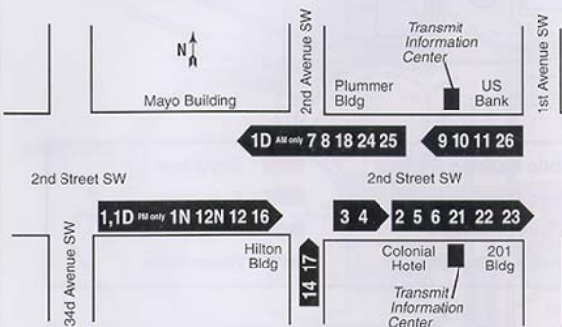 N
2nd Avenue SW
Transmit
Information
Center
1st Avenue SW
Mayo Building
Plummer
Bldg
US
Bank
1D AM only 7 8 18 24 25
9 10 11 26
2nd Street SW
2nd Street SW
1,1D PM only 1N 12N 12 16
3 4
2 5 6 21 22 23
34d Avenue SW
Hilton
Bldg
14 17
Colonial
Hotel
201
Bldg
Transmit
Information
Center